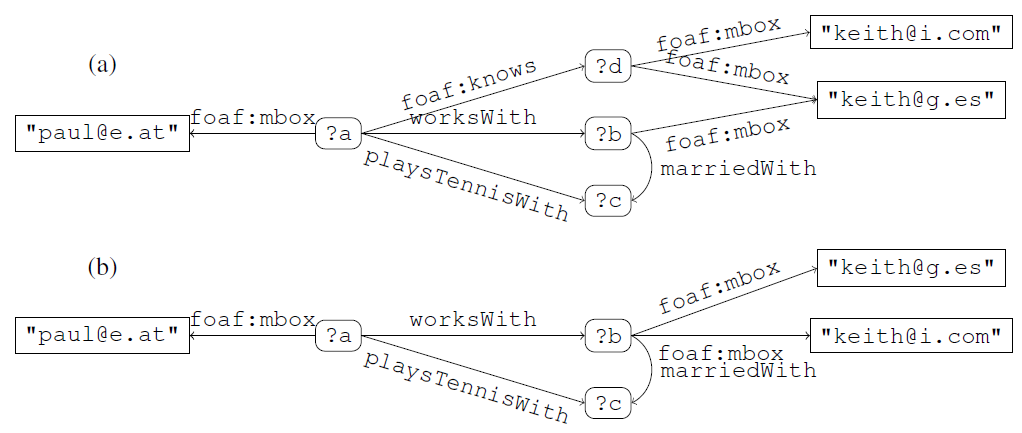 (a)
foaf:mbox
"keith@i.com"
foaf:knows
?d
foaf:mbox
"keith@g.es"
"paul@e.at"
foaf:mbox
?a
worksWith
?b
foaf:mbox
playsTennisWith
marriedWith
?c
(b)
foaf:mbox
"keith@g.es"
"paul@e.at"
foaf:mbox
?a
worksWith
?b
foaf:mbox
"keith@i.com"
marriedWith
playsTennisWith
?c